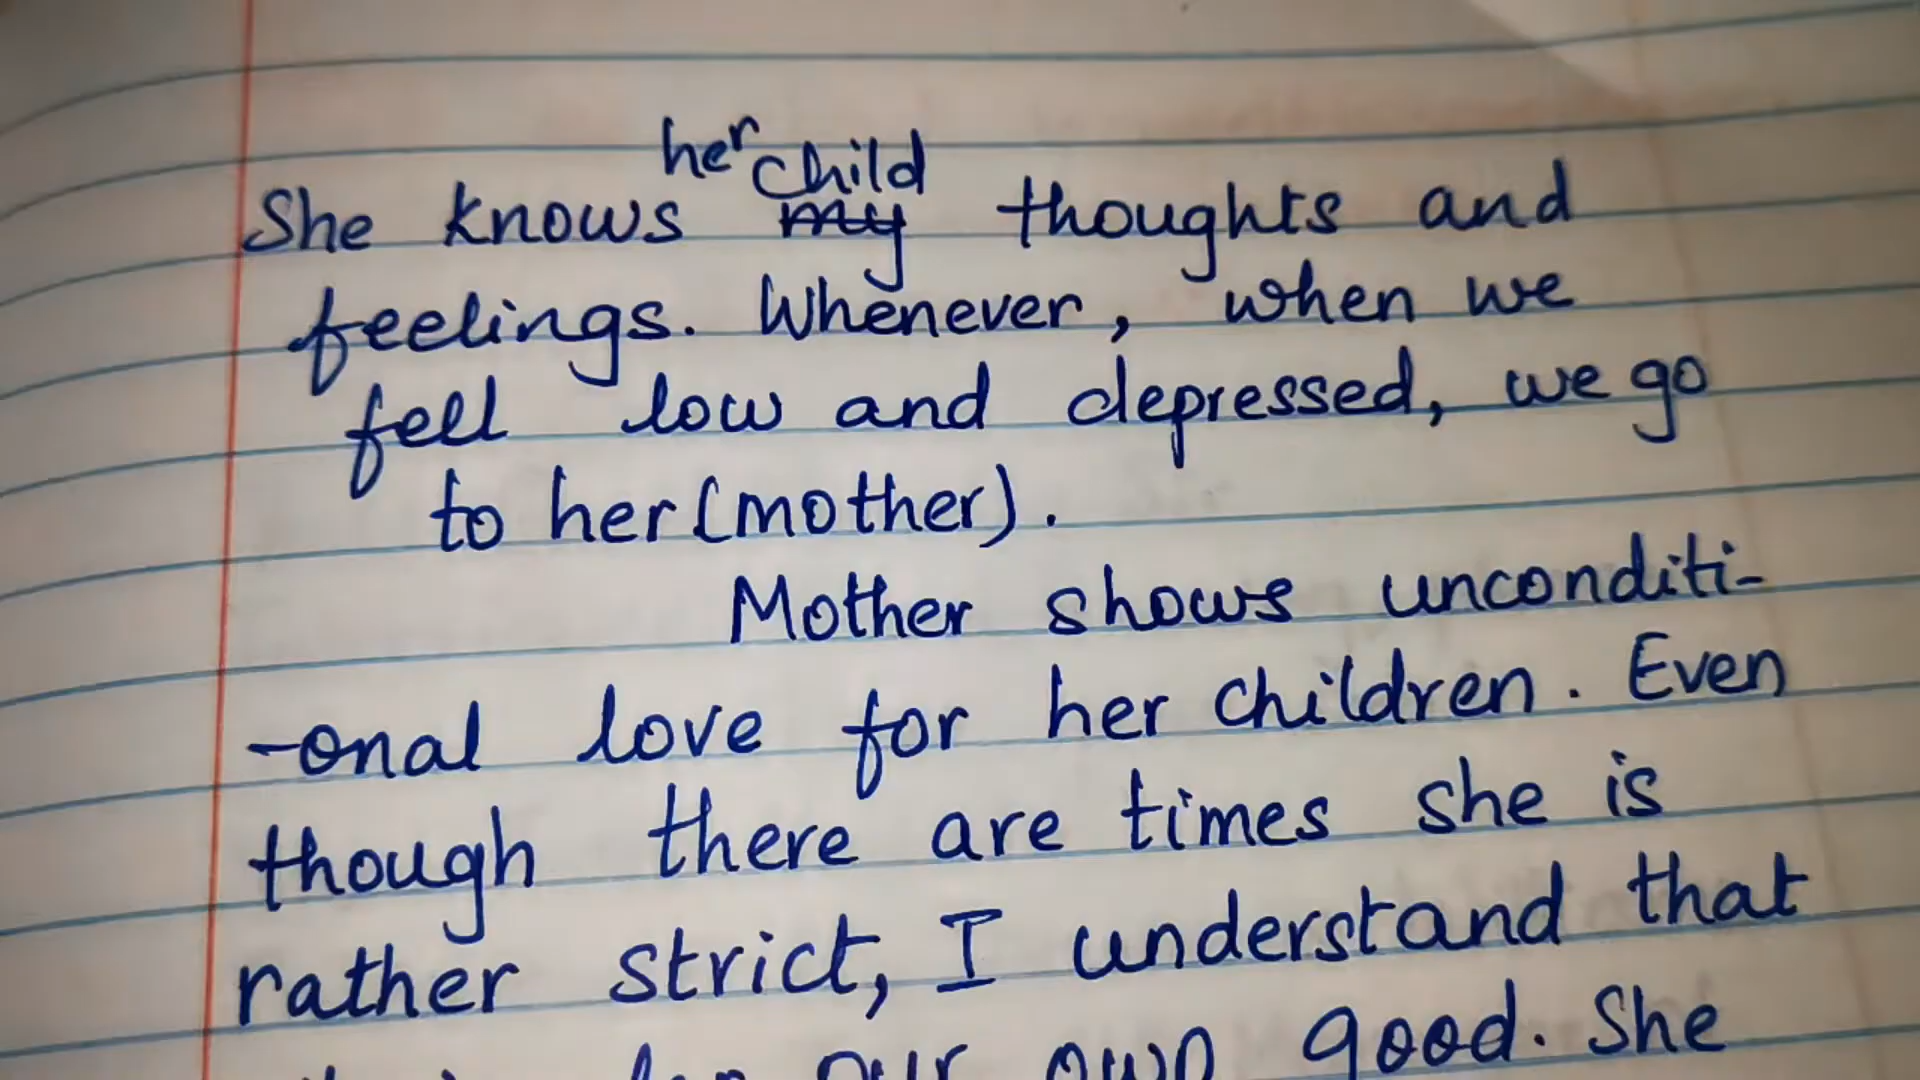 her child
She knows my thoughts and
feelings. Whenever, when we
fell low and depressed, we go
to her (mother).
Mother shows unconditi-
-onal love for her children. Even
though there are times she is
rather strict, I understand that
our own good. She